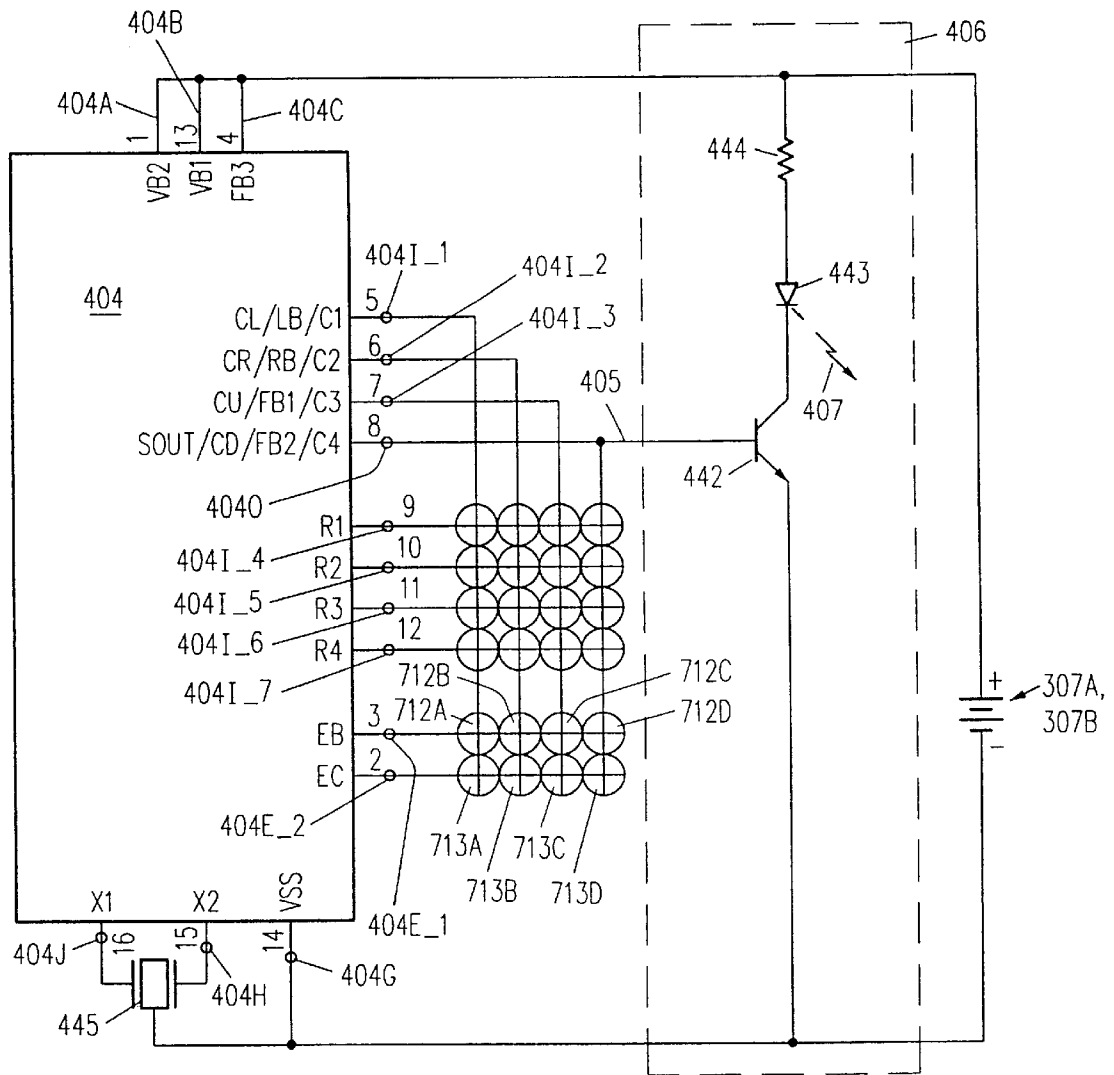 404B
406
404A
404C
1
13
4
VB2
VB1
FB3
444
404I_1
404I_2
404
5
443
CL/LB/C1
404I_3
6
CR/RB/C2
7
405
CU/FB1/C3
407
8
SOUT/CD/FB2/C4
442
4040
9
R1
404I_4
10
R2
404I_5
11
R3
404I_6
12
R4
712B
712C
404I_7
712A
712D
+
307A,
307B
-
3
EB
2
EC
404E_2
713A
713C
713B
713D
X1
X2
VSS
404E_1
404J
16
15
14
404G
404H
445